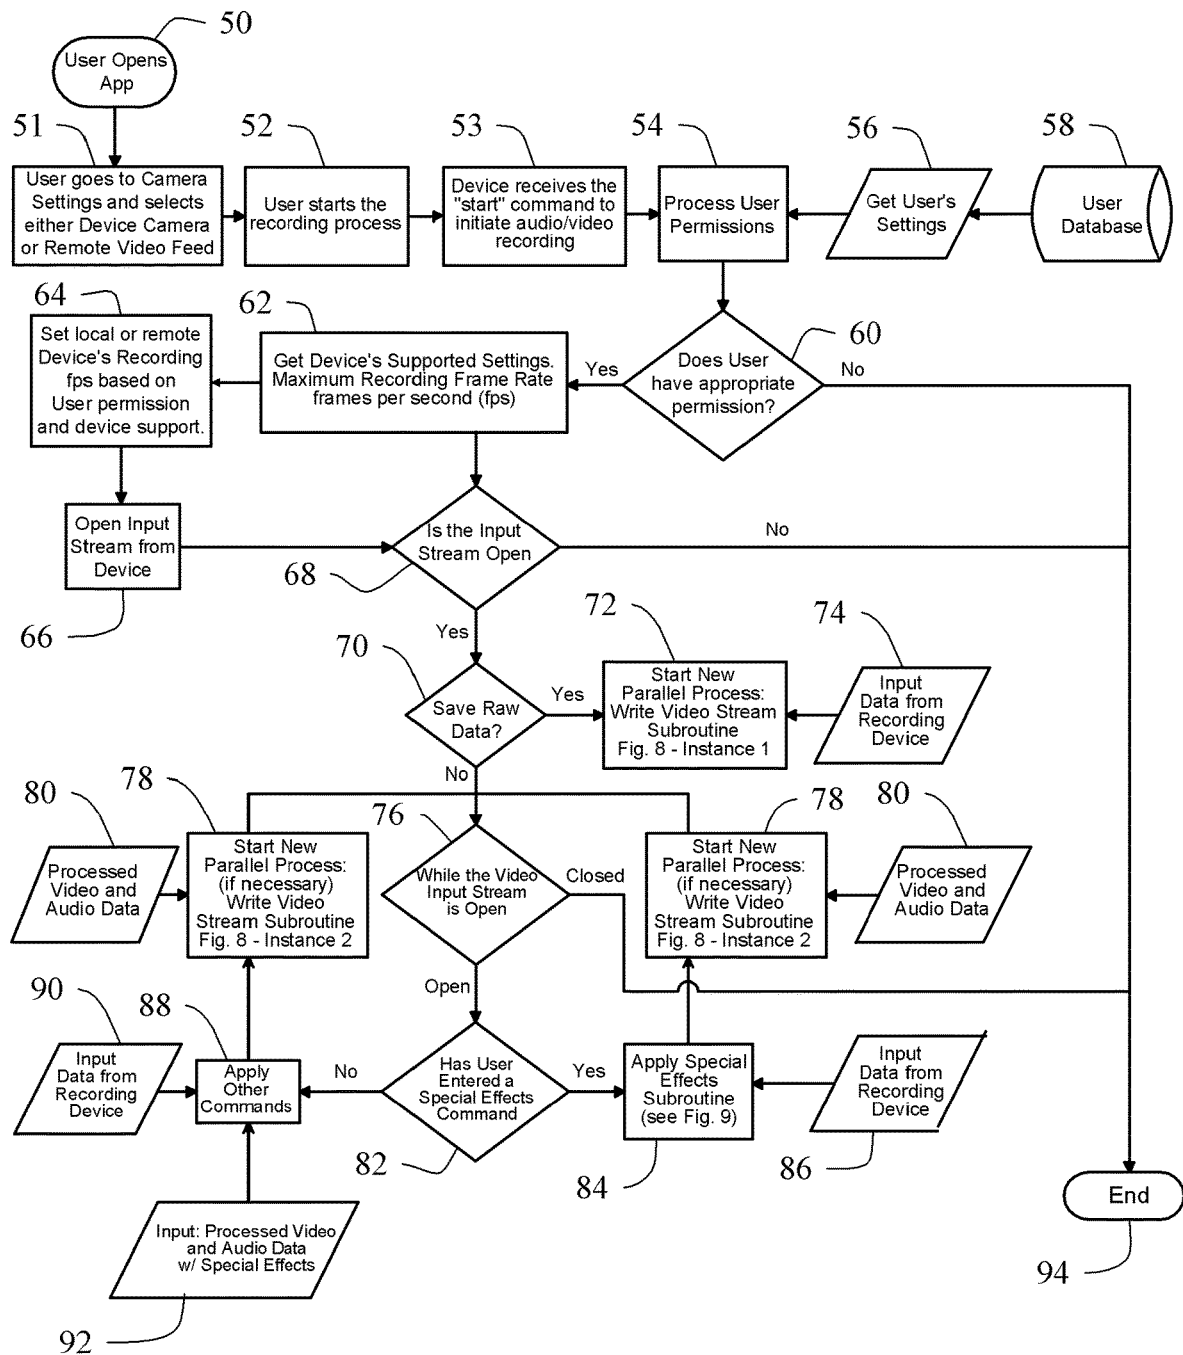 50
User Opens
App
51
52
53
54
56
58
User goes to Camera
Settings and selects
either Device Camera
or Remote Video Feed
User starts the
recording process
Device receives the
"start" command to
initiate audio/video
recording
Process User
Permissions
Get User's
Settings
User
Database
64
62
60
Set local or remote
Device's Recording
fps based on
User permission
and device support.
Get Device's Supported Settings.
Maximum Recording Frame Rate
frames per second (fps)
Yes
Does User
have appropriate
permission?
No
Open Input
Stream from
Device
Is the Input
Stream Open
No
68
66
Yes
70
72
74
Save Raw
Data?
Yes
Start New
Parallel Process:
Write Video Stream
Subroutine
Fig. 8 - Instance 1
Input
Data from
Recording
Device
No
80
78
76
78
80
Processed
Video and
Audio Data
Start New
Parallel Process:
(if necessary)
Write Video
Stream Subroutine
Fig. 8 - Instance 2
While the Video
Input Stream
is Open
Closed
Start New
Parallel Process:
(if necessary)
Write Video
Stream Subroutine
Fig. 8 - Instance 2
Processed
Video and
Audio Data
Open
90
88
Input
Data from
Recording
Device
Apply
Other
Commands
No
Has User
Entered a
Special Effects
Command
Yes
Apply Special
Effects
Subroutine
(see Fig. 9)
Input
Data from
Recording
Device
82
84
86
End
Input: Processed Video
and Audio Data
w/ Special Effects
94
92